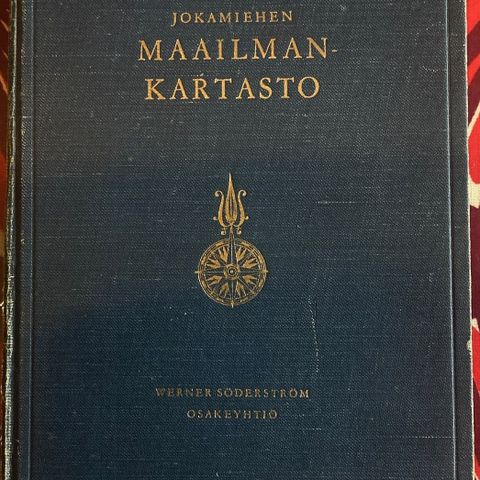 JOKAMIEHEN
MAAILMAN-
KARTASTO
WERNER SÖDERSTRÖM
OSAKEYHTIÖ